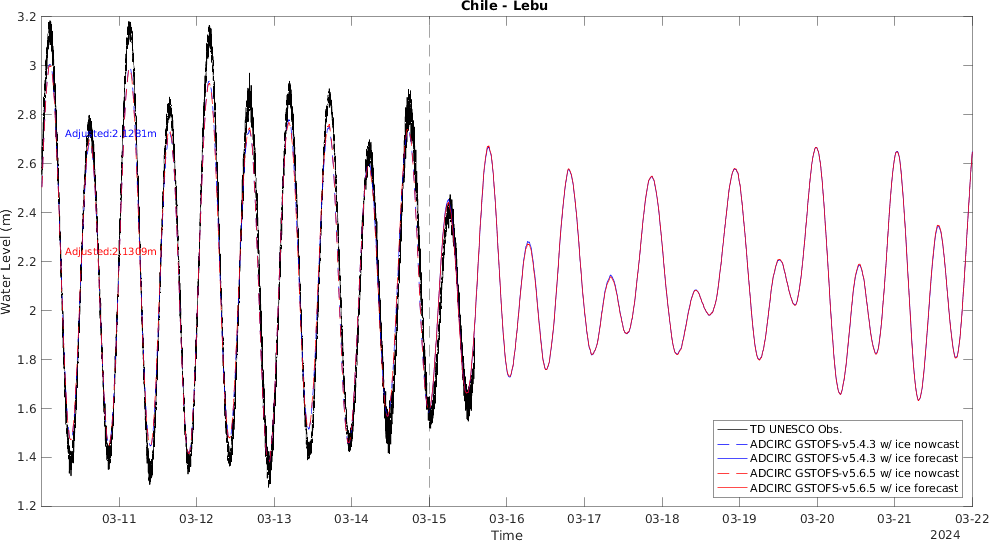 Chile - Lebu
3.2
3
2.8
2.6
2.4
2.2
2
1.8
1.6
1.4
1.2
Water Level (m)
Adjusted:2.1281m
Adjusted:2.1309m
TD UNESCO Obs.
ADCIRC GSTOFS-v5.4.3 w/ ice nowcast
ADCIRC GSTOFS-v5.4.3 w/ ice forecast
ADCIRC GSTOFS-v5.6.5 w/ ice nowcast
ADCIRC GSTOFS-v5.6.5 w/ ice forecast
03-11 03-12 03-13 03-14 03-15 03-16 03-17 03-18 03-19 03-20 03-21 03-22
Time
2024